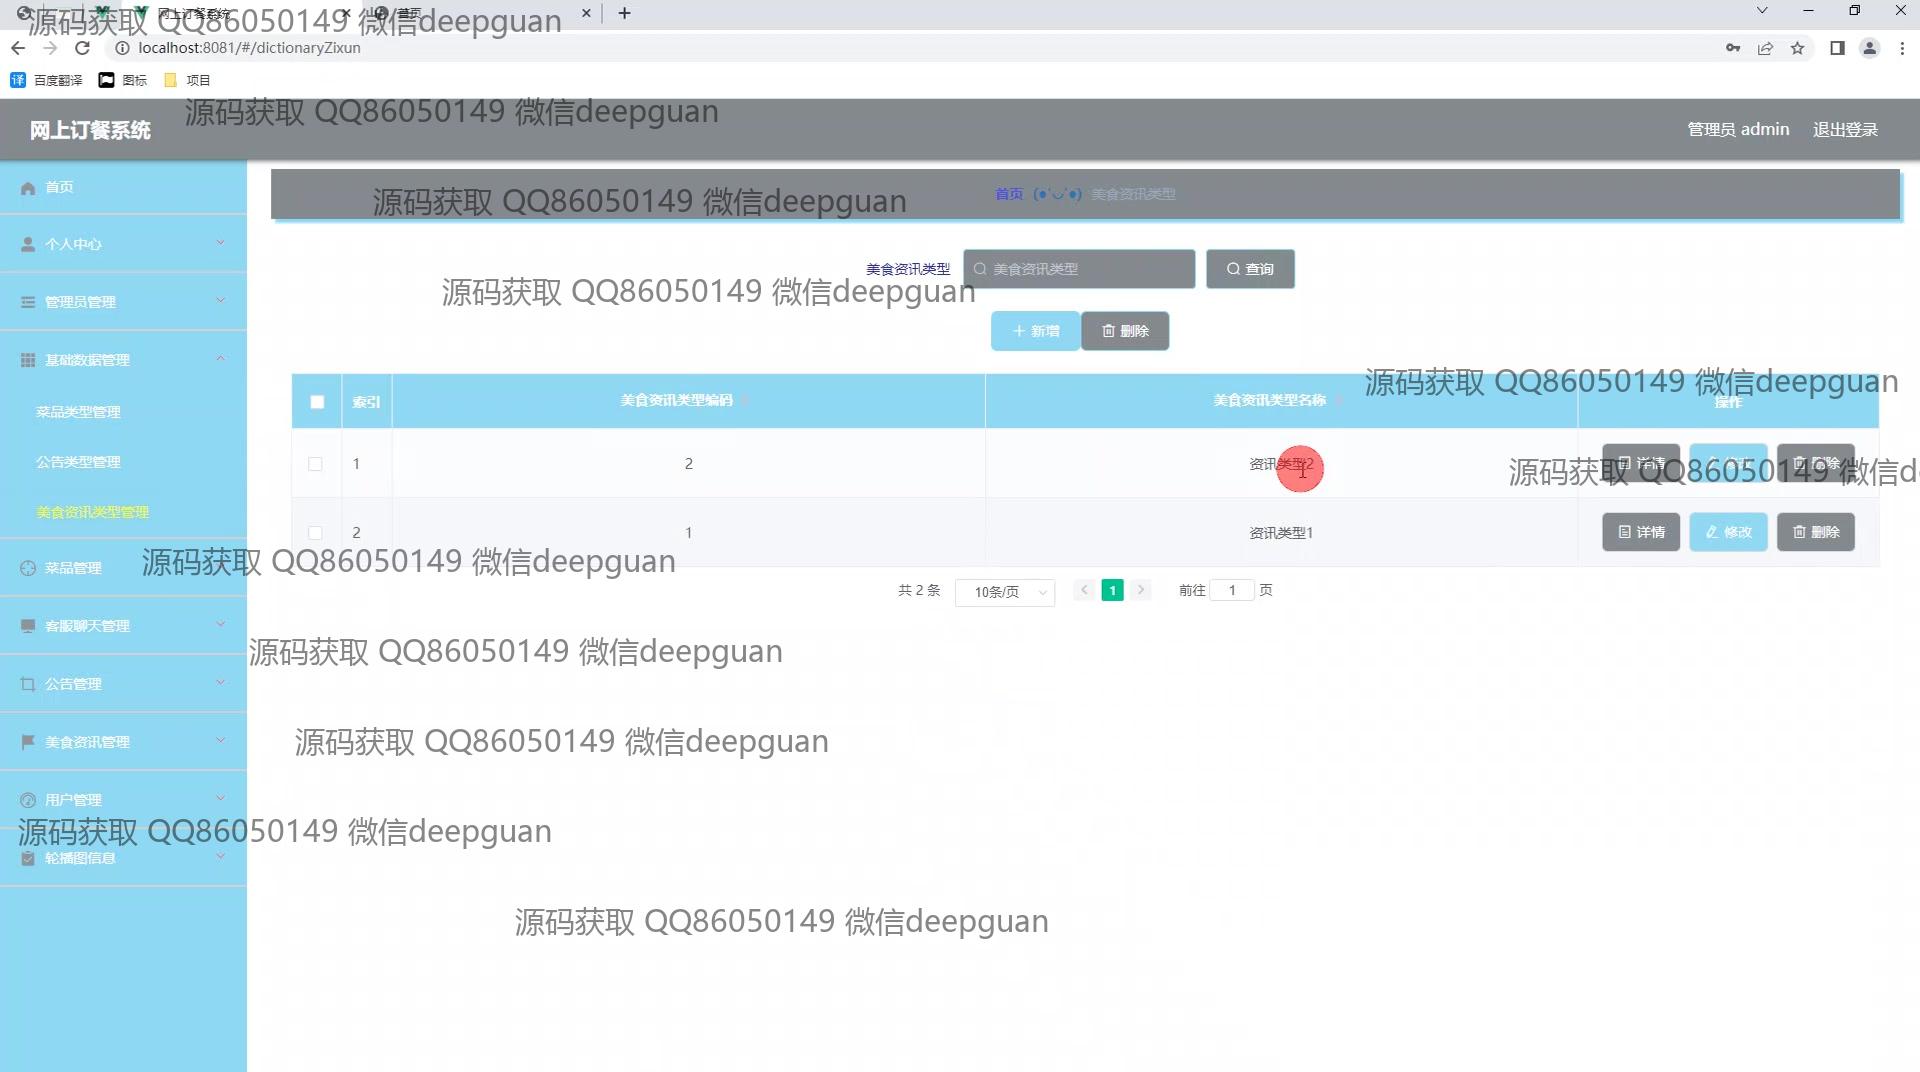 网上订餐系统
首页
源码获取 QQ86050149 微信deepguan
localhost:8081/#/dictionaryZixun
百度翻译 图标 项目
源码获取 QQ86050149 微信deepguan
网上订餐系统
管理员 admin 退出登录
首页
源码获取 QQ86050149 微信deepguan
首页 (●'◡'●) 美食资讯类型
个人中心
美食资讯类型 美食资讯类型 查询
源码获取 QQ86050149 微信deepguan
管理员管理
新增 删除
基础数据管理
源码获取 QQ86050149 微信deepguan
索引 美食资讯类型编码 美食资讯类型名称 操作
菜品类型管理
公告类型管理
1 2 资讯类型2 详情 修改 删除
源码获取 QQ86050149 微信d
美食资讯类型管理
2 1 资讯类型1 详情 修改 删除
菜品管理
源码获取 QQ86050149 微信deepguan
共 2 条 10条/页 1 前往 1 页
客服聊天管理
源码获取 QQ86050149 微信deepguan
公告管理
美食资讯管理
源码获取 QQ86050149 微信deepguan
用户管理
源码获取 QQ86050149 微信deepguan
轮播图信息
源码获取 QQ86050149 微信deepguan